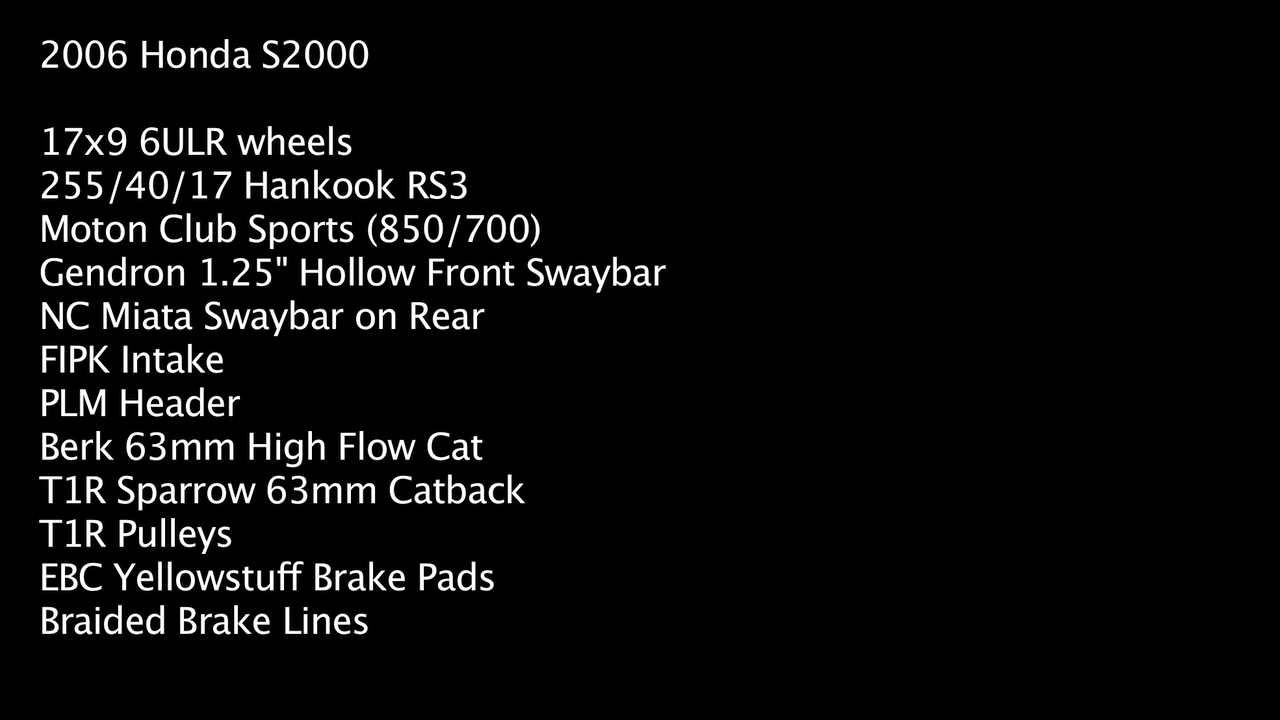 2006 Honda S2000
17x9 6ULR wheels
255/40/17 Hankook RS3
Moton Club Sports (850/700)
Gendron 1.25" Hollow Front Swaybar
NC Miata Swaybar on Rear
FIPK Intake
PLM Header
Berk 63mm High Flow Cat
T1R Sparrow 63mm Catback
T1R Pulleys
EBC Yellowstuff Brake Pads
Braided Brake Lines